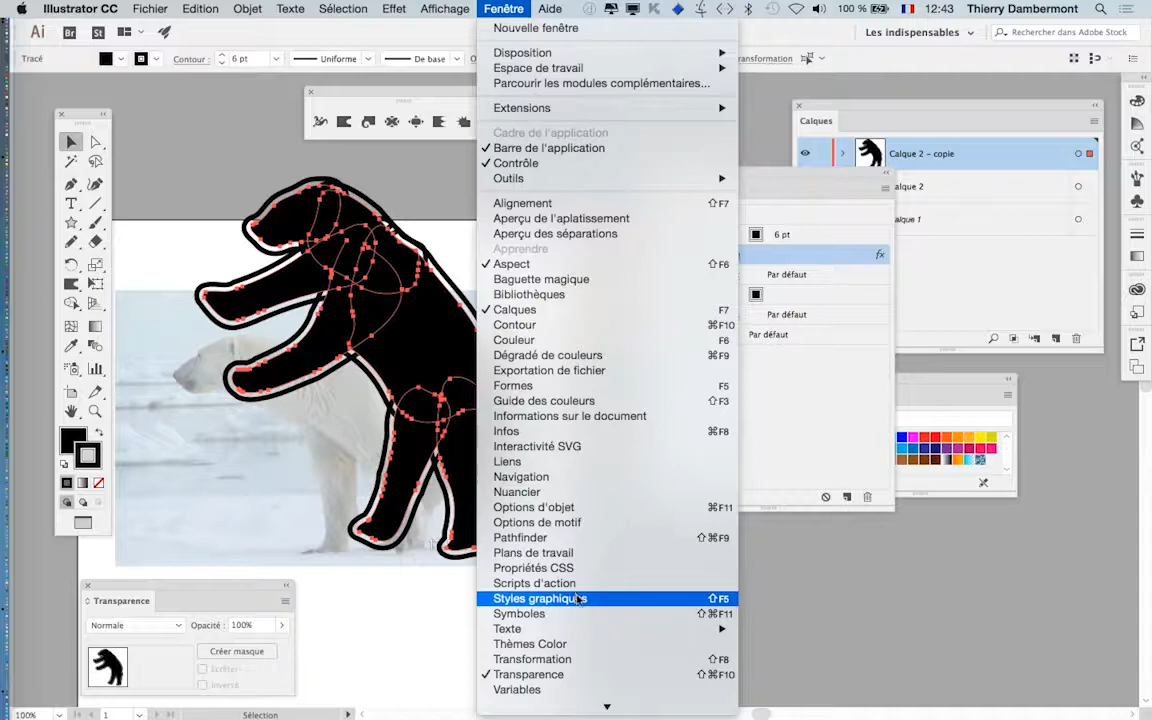 Illustrator CC Fichier Edition Objet Texte Sélection Effet Affichage Fenêtre Aide 100 % 12:43 Thierry Dambermont
Ai Br St Les indispensables Rechercher dans Adobe Stock
Tracé Contour : 6 pt Uniforme De base
Nouvelle fenêtre
Disposition
Espace de travail
Parcourir les modules complémentaires...
Extensions
Cadre de l'application
✓ Barre de l'application
✓ Contrôle
Outils
Alignement ⇧F7
Aperçu de l'aplatissement
Aperçu des séparations
Apprendre
✓ Aspect ⇧F6
Baguette magique
Bibliothèques
✓ Calques F7
Contour ⌘F10
Couleur F6
Dégradé de couleurs ⌘F9
Exportation de fichier
Formes F5
Guide des couleurs ⇧F3
Informations sur le document
Infos ⌘F8
Interactivité SVG
Liens
Navigation
Nuancier
Options d'objet ⌘F11
Options de motif
Pathfinder ⇧⌘F9
Plans de travail
Propriétés CSS
Scripts d'action
Styles graphiques ⇧F5
Symboles ⇧⌘F11
Texte
Thèmes Color
Transformation ⇧F8
✓ Transparence ⇧⌘F10
Variables
Calques
Calque 2 - copie
alque 2
alque 1
6 pt
fx
Par défaut
Par défaut
Par défaut
Transparence
Normale Opacité : 100%
Créer masque
Ecrêter
Inversé
100% 1 Sélection